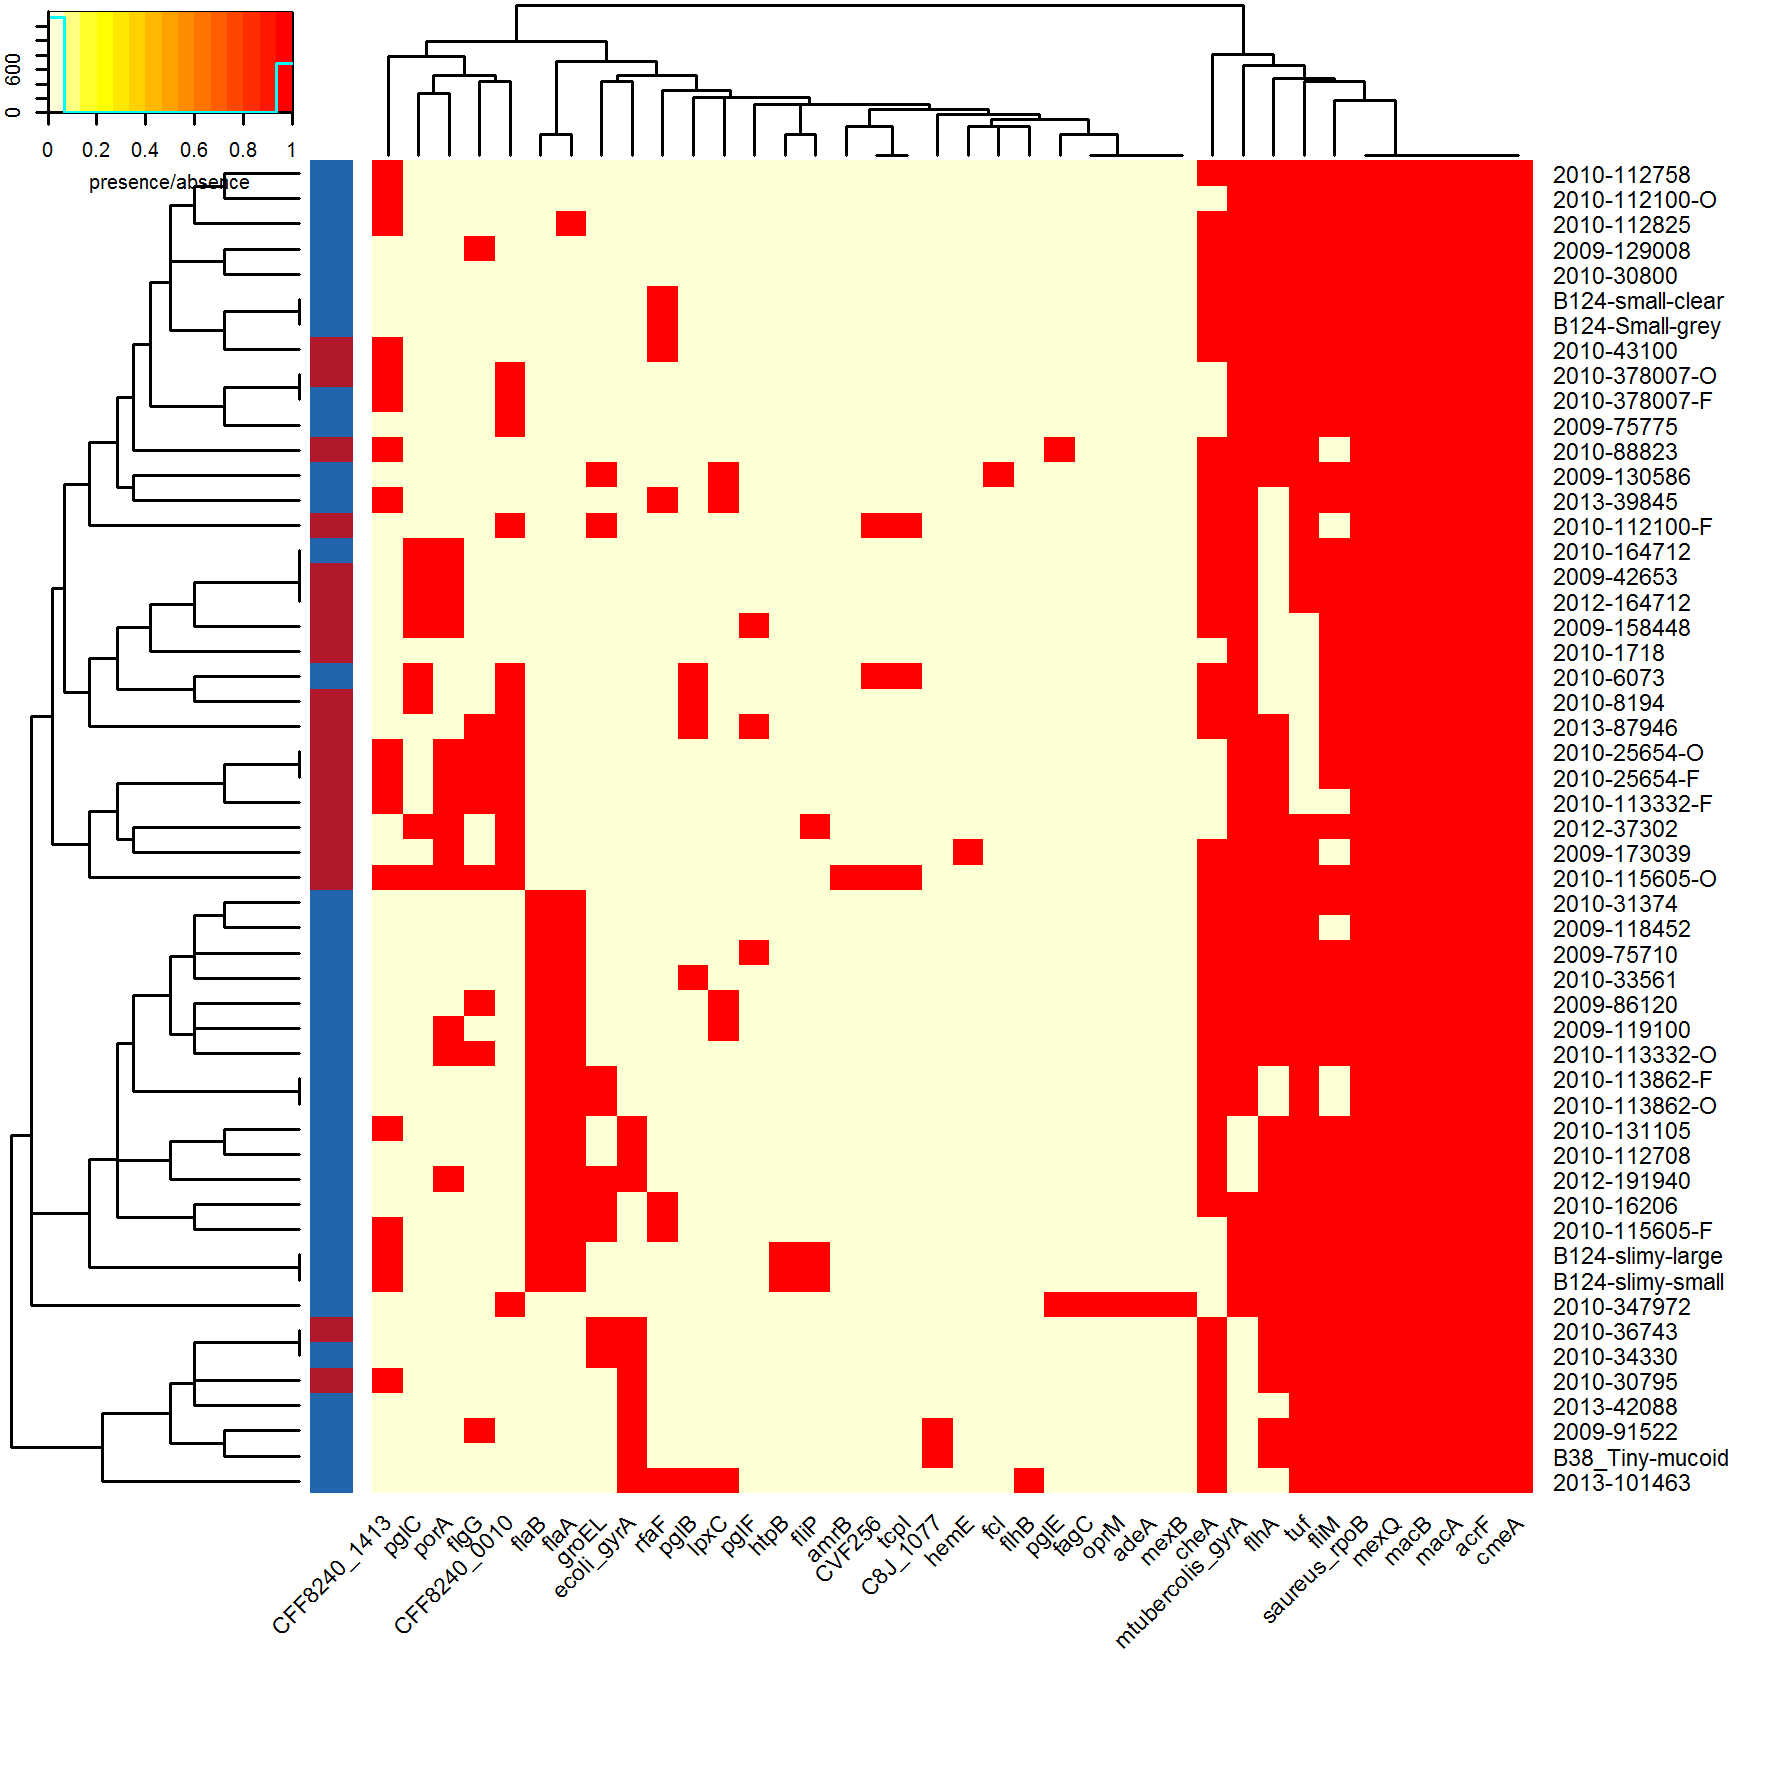 600
0
0 0.2 0.4 0.6 0.8 1
presence/absence
2010-112758
2010-112100-O
2010-112825
2009-129008
2010-30800
B124-small-clear
B124-Small-grey
2010-43100
2010-378007-O
2010-378007-F
2009-75775
2010-88823
2009-130586
2013-39845
2010-112100-F
2010-164712
2009-42653
2012-164712
2009-158448
2010-1718
2010-6073
2010-8194
2013-87946
2010-25654-O
2010-25654-F
2010-113332-F
2012-37302
2009-173039
2010-115605-O
2010-31374
2009-118452
2009-75710
2010-33561
2009-86120
2009-119100
2010-113332-O
2010-113862-F
2010-113862-O
2010-131105
2010-112708
2012-191940
2010-16206
2010-115605-F
B124-slimy-large
B124-slimy-small
2010-347972
2010-36743
2010-34330
2010-30795
2013-42088
2009-91522
B38_Tiny-mucoid
2013-101463
CFF8240_1413
pglC
porA
flgG
CFF8240_0010
flaB
flaA
groEL
ecoli_gyrA
rfaF
pglB
lpxC
pglF
htpB
fliP
amrB
CVF256
tcpI
C8J_1077
hemE
fcl
flhB
pglE
fagC
oprM
adeA
mexB
cheA
mtubercolis_gyrA
flhA
tuf
fliM
saureus_rpoB
mexQ
macB
macA
acrF
cmeA